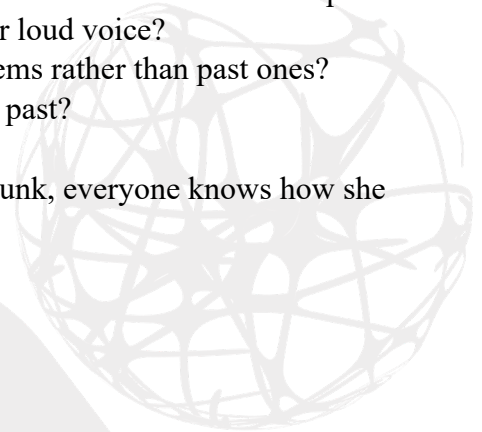 r loud voice?
ems rather than past ones?
past?
unk, everyone knows how she